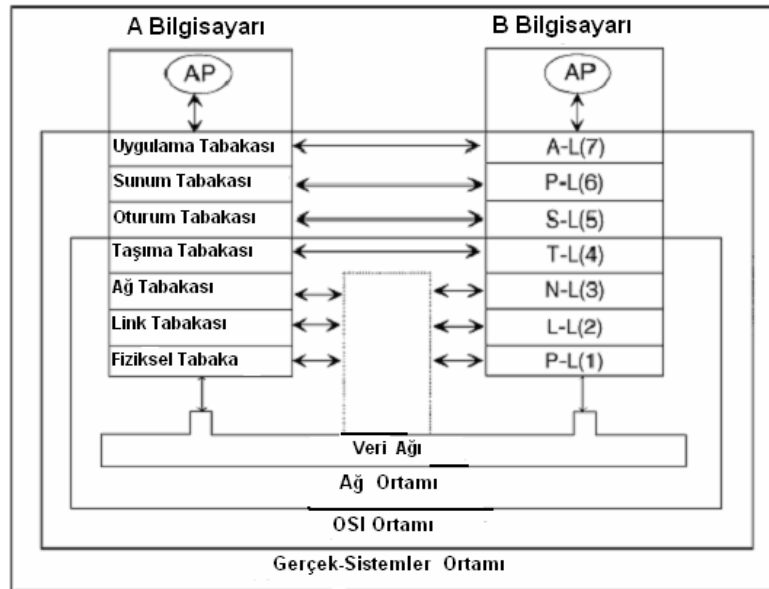 A Bilgisayarı
B Bilgisayarı
AP
AP
Uygulama Tabakası
A-L(7)
Sunum Tabakası
P-L(6)
Oturum Tabakası
S-L(5)
Taşıma Tabakası
T-L(4)
Ağ Tabakası
N-L(3)
Link Tabakası
L-L(2)
Fiziksel Tabaka
P-L(1)
Veri Ağı
Ağ Ortamı
OSI Ortamı
Gerçek-Sistemler Ortamı